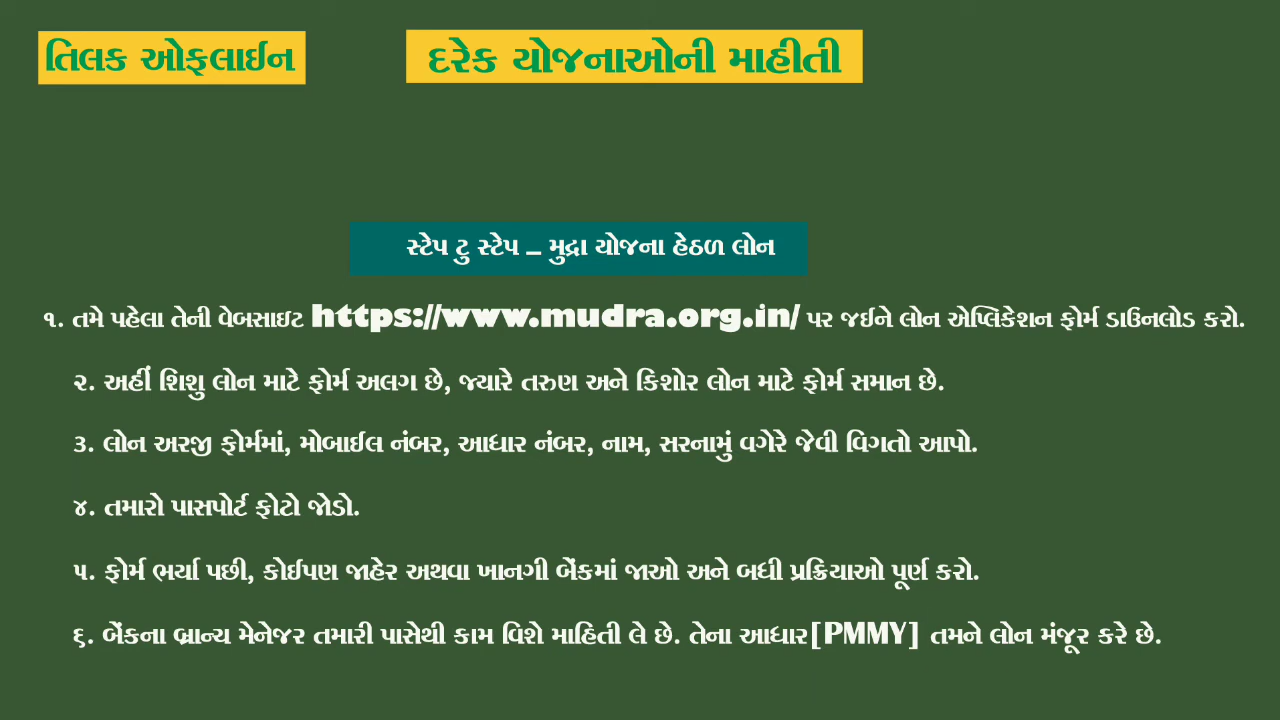 તિલક ઓફલાઈન
દરેક યોજનાઓની માહીતી
સ્ટેપ ટુ સ્ટેપ – મુદ્રા યોજના હેઠળ લોન
૧. તમે પહેલા તેની વેબસાઇટ https://www.mudra.org.in/ પર જઈને લોન એપ્લિકેશન ફોર્મ ડાઉનલોડ કરો.
૨. અહીં શિશુ લોન માટે ફોર્મ અલગ છે, જ્યારે તરુણ અને કિશોર લોન માટે ફોર્મ સમાન છે.
૩. લોન અરજી ફોર્મમાં, મોબાઈલ નંબર, આધાર નંબર, નામ, સરનામું વગેરે જેવી વિગતો આપો.
૪. તમારો પાસપોર્ટ ફોટો જોડો.
૫. ફોર્મ ભર્યા પછી, કોઈપણ જાહેર અથવા ખાનગી બેંકમાં જાઓ અને બધી પ્રક્રિયાઓ પૂર્ણ કરો.
૬. બેંકના બ્રાન્ચ મેનેજર તમારી પાસેથી કામ વિશે માહિતી લે છે. તેના આધાર[PMMY] તમને લોન મંજૂર કરે છે.